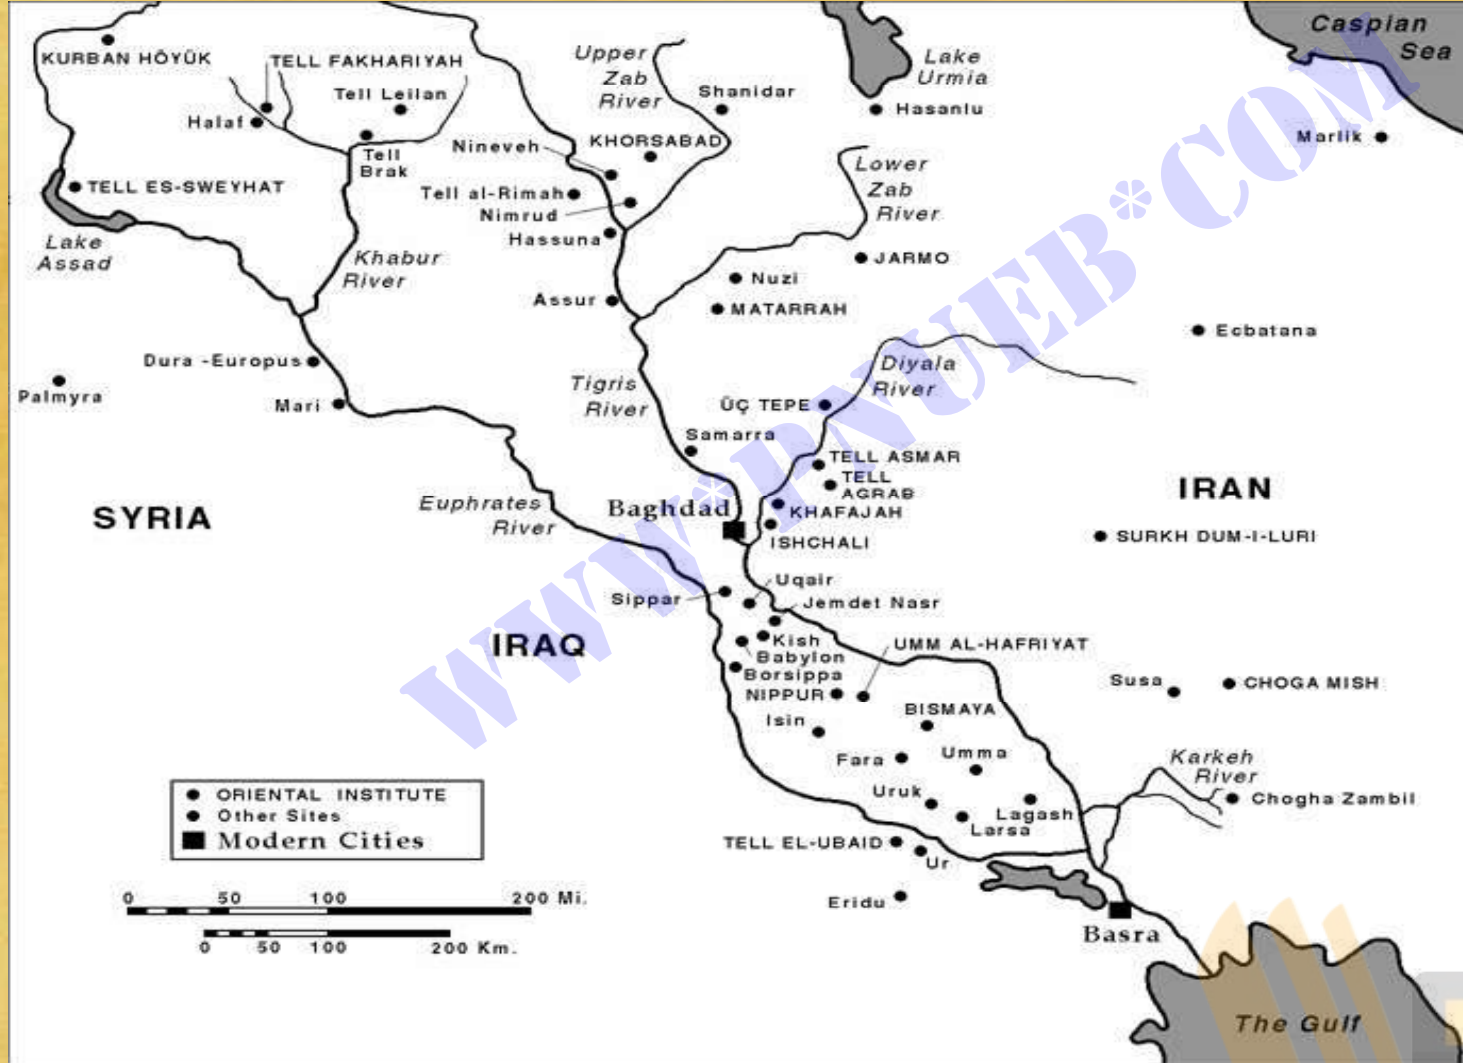 Caspian
Sea
KURBAN HÖYÜK
TELL FAKHARIYAH
Upper
Zab
River
Lake
Urmia
Tell Leilan
Shanidar
Hasanlu
Halaf
Marlik
Nineveh
KHORSABAD
Tell
Brak
Lower
Zab
River
TELL ES-SWEYHAT
Tell al-Rimah
Nimrud
Hassuna
Lake
Assad
Khabur
River
JARMO
Nuzi
Assur
MATARRAH
Ecbatana
Dura -Europus
Diyala
River
Palmyra
Mari
Tigris
River
ÜÇ TEPE
Samarra
TELL ASMAR
TELL
AGRAB
IRAN
SYRIA
Euphrates
River
Baghdad
KHAFAJAH
ISHCHALI
SURKH DUM-I-LURI
Uqair
Sippar
Jemdet Nasr
IRAQ
Kish
Babylon
UMM AL-HAFRIYAT
Borsippa
NIPPUR
Susa
CHOGA MISH
Isin
BISMAYA
Fara
Umma
Karkeh
River
Uruk
Lagash
Larsa
Chogha Zambil
ORIENTAL INSTITUTE
Other Sites
Modern Cities
TELL EL-UBAID
Ur
Eridu
0 50 100 200 Mi.
0 50 100 200 Km.
Basra
The Gulf
WWW*PNUEB*COM